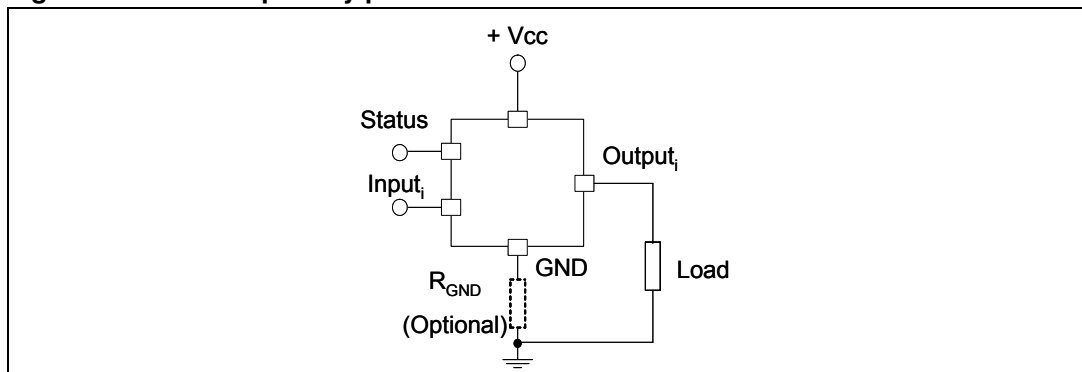 + Vcc
Status
Output_i
Input_i
GND
R_GND
Load
(Optional)